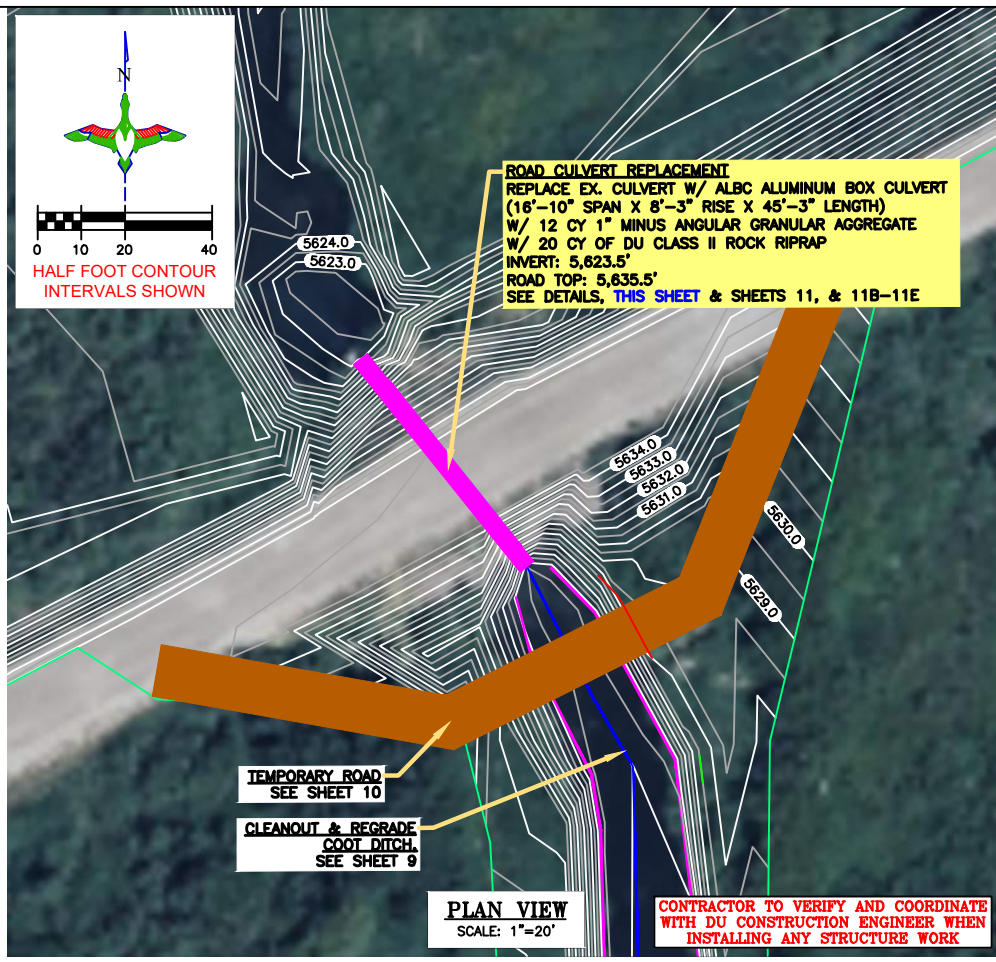 N
0 10 20 40
HALF FOOT CONTOUR
INTERVALS SHOWN
5624.0
5623.0
ROAD CULVERT REPLACEMENT
REPLACE EX. CULVERT W/ ALBC ALUMINUM BOX CULVERT
(16'-10" SPAN X 8'-3" RISE X 45'-3" LENGTH)
W/ 12 CY 1" MINUS ANGULAR GRANULAR AGGREGATE
W/ 20 CY OF DU CLASS II ROCK RIPRAP
INVERT: 5,623.5'
ROAD TOP: 5,635.5'
SEE DETAILS, THIS SHEET & SHEETS 11, & 11B-11E
5634.0
5633.0
5632.0
5631.0
5630.0
5629.0
TEMPORARY ROAD
SEE SHEET 10
CLEANOUT & REGRADE
COOT DITCH.
SEE SHEET 9
PLAN VIEW
SCALE: 1"=20'
CONTRACTOR TO VERIFY AND COORDINATE
WITH DU CONSTRUCTION ENGINEER WHEN
INSTALLING ANY STRUCTURE WORK